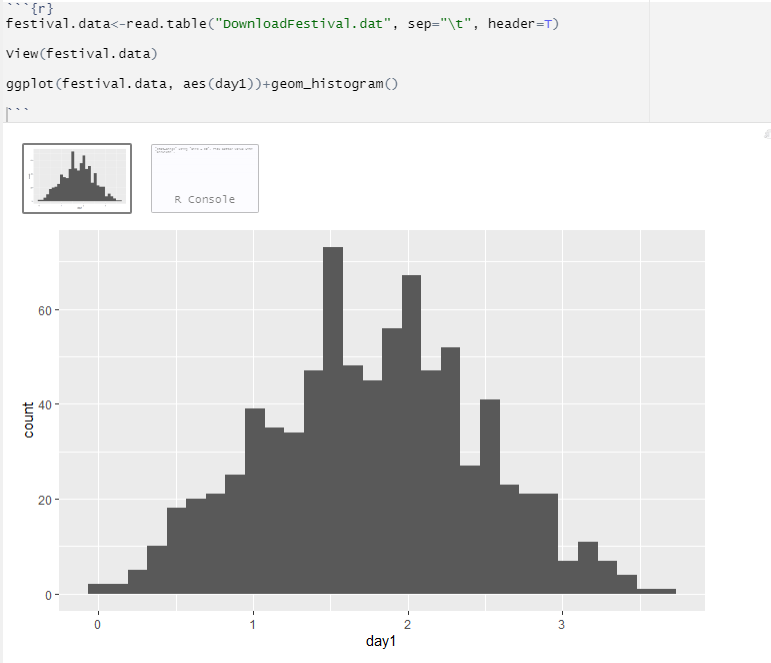 ```{r}
festival.data<-read.table("DownloadFestival.dat", sep="\t", header=T)
View(festival.data)
ggplot(festival.data, aes(day1))+geom_histogram()
```
R Console
60
40
20
0
count
0 1 2 3
day1